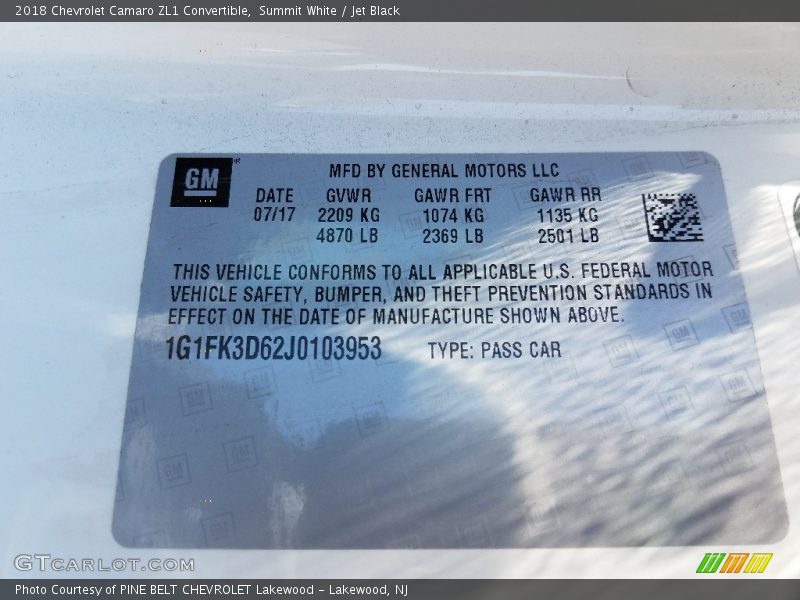 2018 Chevrolet Camaro ZL1 Convertible, Summit White / Jet Black
GM
MFD BY GENERAL MOTORS LLC
DATE GVWR GAWR FRT GAWR RR
07/17 2209 KG 1074 KG 1135 KG
4870 LB 2369 LB 2501 LB
THIS VEHICLE CONFORMS TO ALL APPLICABLE U.S. FEDERAL MOTOR
VEHICLE SAFETY, BUMPER, AND THEFT PREVENTION STANDARDS IN
EFFECT ON THE DATE OF MANUFACTURE SHOWN ABOVE.
1G1FK3D62J0103953 TYPE: PASS CAR
GTCARLOT.COM
Photo Courtesy of PINE BELT CHEVROLET Lakewood - Lakewood, NJ